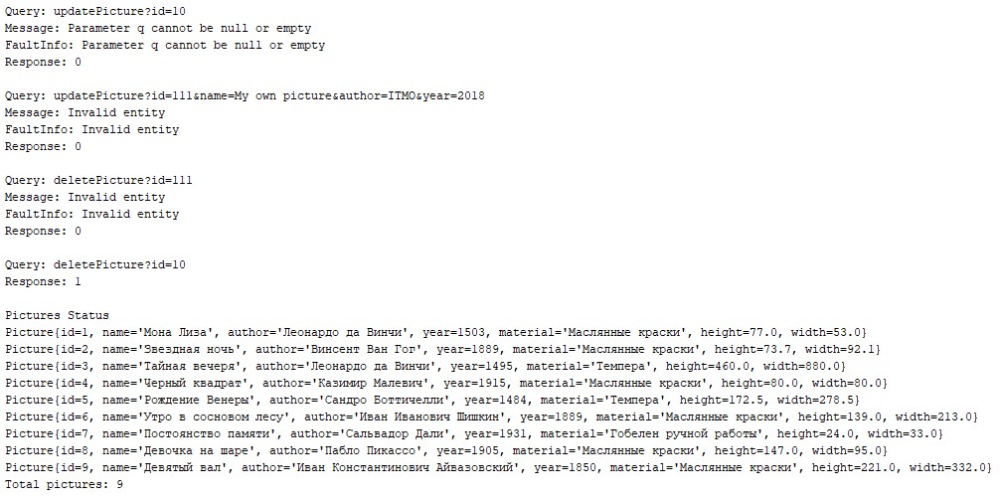 Query: updatePicture?id=10
Message: Parameter q cannot be null or empty
FaultInfo: Parameter q cannot be null or empty
Response: 0
Query: updatePicture?id=111&name=My own picture&author=ITMO&year=2018
Message: Invalid entity
FaultInfo: Invalid entity
Response: 0
Query: deletePicture?id=111
Message: Invalid entity
FaultInfo: Invalid entity
Response: 0
Query: deletePicture?id=10
Response: 1
Pictures Status
Picture{id=1, name='Мона Лиза', author='Леонардо да Винчи', year=1503, material='Маслянные краски', height=77.0, width=53.0}
Picture{id=2, name='Звездная ночь', author='Винсент Ван Гог', year=1889, material='Маслянные краски', height=73.7, width=92.1}
Picture{id=3, name='Тайная вечеря', author='Леонардо да Винчи', year=1495, material='Темпера', height=460.0, width=880.0}
Picture{id=4, name='Черный квадрат', author='Казимир Малевич', year=1915, material='Маслянные краски', height=80.0, width=80.0}
Picture{id=5, name='Рождение Венеры', author='Сандро Боттичелли', year=1484, material='Темпера', height=172.5, width=278.5}
Picture{id=6, name='Утро в сосновом лесу', author='Иван Иванович Шишкин', year=1889, material='Маслянные краски', height=139.0, width=213.0}
Picture{id=7, name='Постоянство памяти', author='Сальвадор Дали', year=1931, material='Гобелен ручной работы', height=24.0, width=33.0}
Picture{id=8, name='Девочка на шаре', author='Пабло Пикассо', year=1905, material='Маслянные краски', height=147.0, width=95.0}
Picture{id=9, name='Девятый вал', author='Иван Константинович Айвазовский', year=1850, material='Маслянные краски', height=221.0, width=332.0}
Total pictures: 9